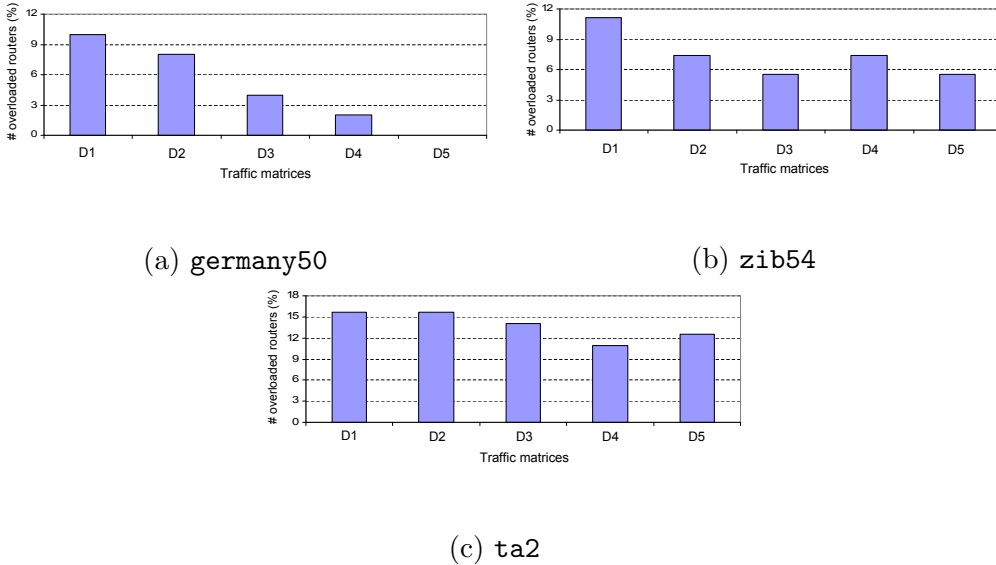 # overloaded routers (%)
12
9
6
3
0
D1 D2 D3 D4 D5
Traffic matrices
(a) germany50
# overloaded routers (%)
12
9
6
3
0
D1 D2 D3 D4 D5
Traffic matrices
(b) zib54
# overloaded routers (%)
18
15
12
9
6
3
0
D1 D2 D3 D4 D5
Traffic matrices
(c) ta2